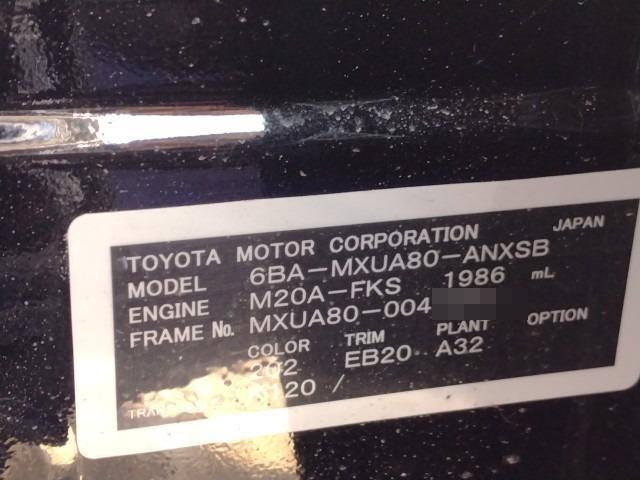 JAPAN
TOYOTA MOTOR CORPORATION
MODEL 6BA-MXUA80-ANXSB
ENGINE M20A-FKS 1986 mL
FRAME No. MXUA80-004
COLOR TRIM PLANT OPTION
202 EB20 A32
/